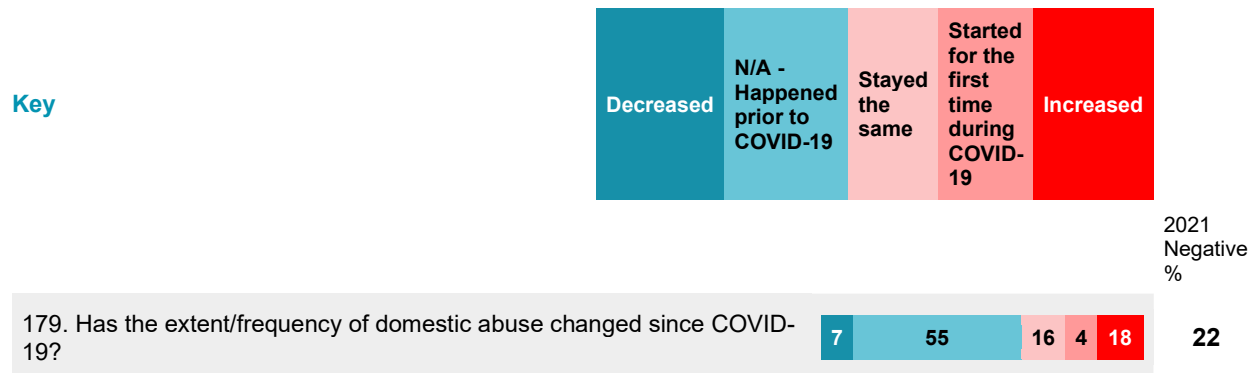 Key
Decreased
N/A -
Happened
prior to
COVID-19
Stayed
the
same
Started
for the
first
time
during
COVID-
19
Increased
2021
Negative
%
179. Has the extent/frequency of domestic abuse changed since COVID-
19?
7 55 16 4 18 22